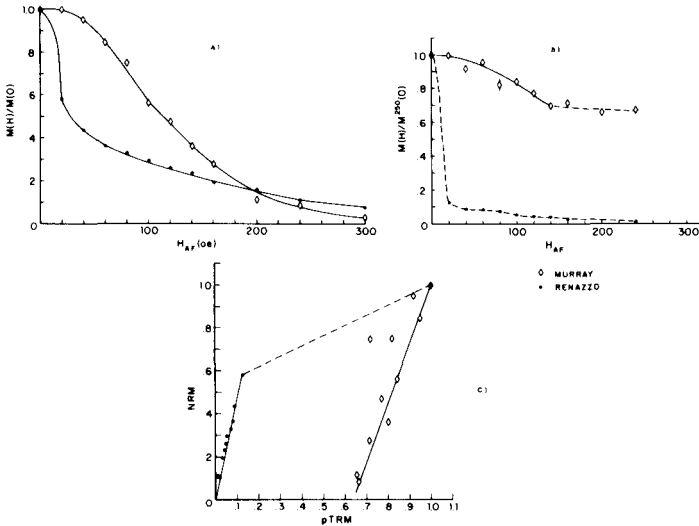 a)
M(H)/M(O)
1.0
.8
.6
.4
.2
0
0
100
200
300
H_AF (oe)
b)
M(H)/M²⁵⁰(O)
1.0
.8
.6
.4
.2
0
0
100
200
300
H_AF
◊ MURRAY
• RENAZZO
c)
NRM
1.0
.8
.6
.4
.2
0
.1 .2 .3 .4 .5 .6 .7 .8 .9 1.0 1.1
pTRM